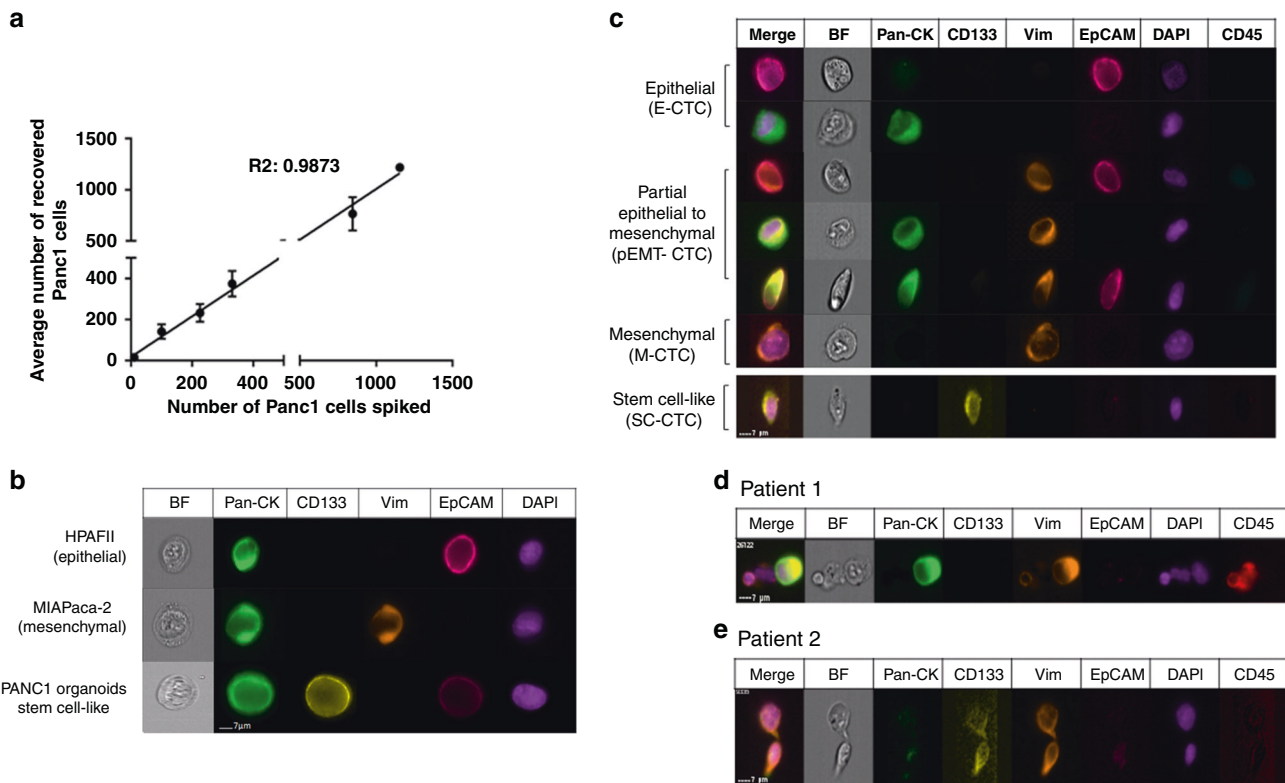 a
1500
1000
500
400
200
0
R2: 0.9873
Average number of recovered
Panc1 cells
0 200 400 500 1000 1500
Number of Panc1 cells spiked
b
BF Pan-CK CD133 Vim EpCAM DAPI
HPAFII
(epithelial)
MIAPaca-2
(mesenchymal)
PANC1 organoids
stem cell-like
7μm
c
Merge BF Pan-CK CD133 Vim EpCAM DAPI CD45
Epithelial
(E-CTC)
Partial
epithelial to
mesenchymal
(pEMT- CTC)
Mesenchymal
(M-CTC)
Stem cell-like
(SC-CTC)
7 μm
d Patient 1
Merge BF Pan-CK CD133 Vim EpCAM DAPI CD45
26122
7 μm
e Patient 2
Merge BF Pan-CK CD133 Vim EpCAM DAPI CD45
7 μm